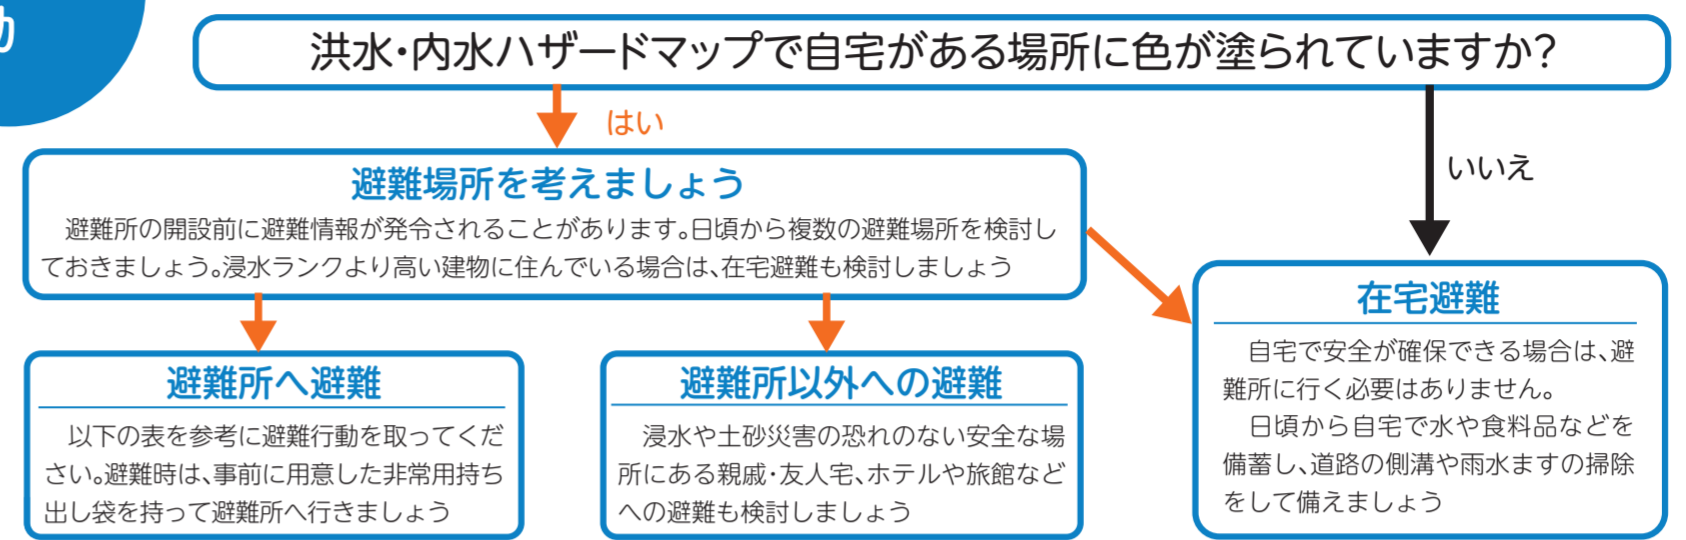 洪水・内水ハザードマップで自宅がある場所に色が塗られていますか?
はい
いいえ
避難場所を考えましょう
避難所の開設前に避難情報が発令されることがあります。日頃から複数の避難場所を検討し
ておきましょう。浸水ランクより高い建物に住んでいる場合は、在宅避難も検討しましょう
避難所へ避難
以下の表を参考に避難行動を取ってくだ
さい。避難時は、事前に用意した非常用持ち
出し袋を持って避難所へ行きましょう
避難所以外への避難
浸水や土砂災害の恐れのない安全な場
所にある親戚・友人宅、ホテルや旅館など
への避難も検討しましょう
在宅避難
自宅で安全が確保できる場合は、避
難所に行く必要はありません。
日頃から自宅で水や食料品などを
備蓄し、道路の側溝や雨水ますの掃除
をして備えましょう